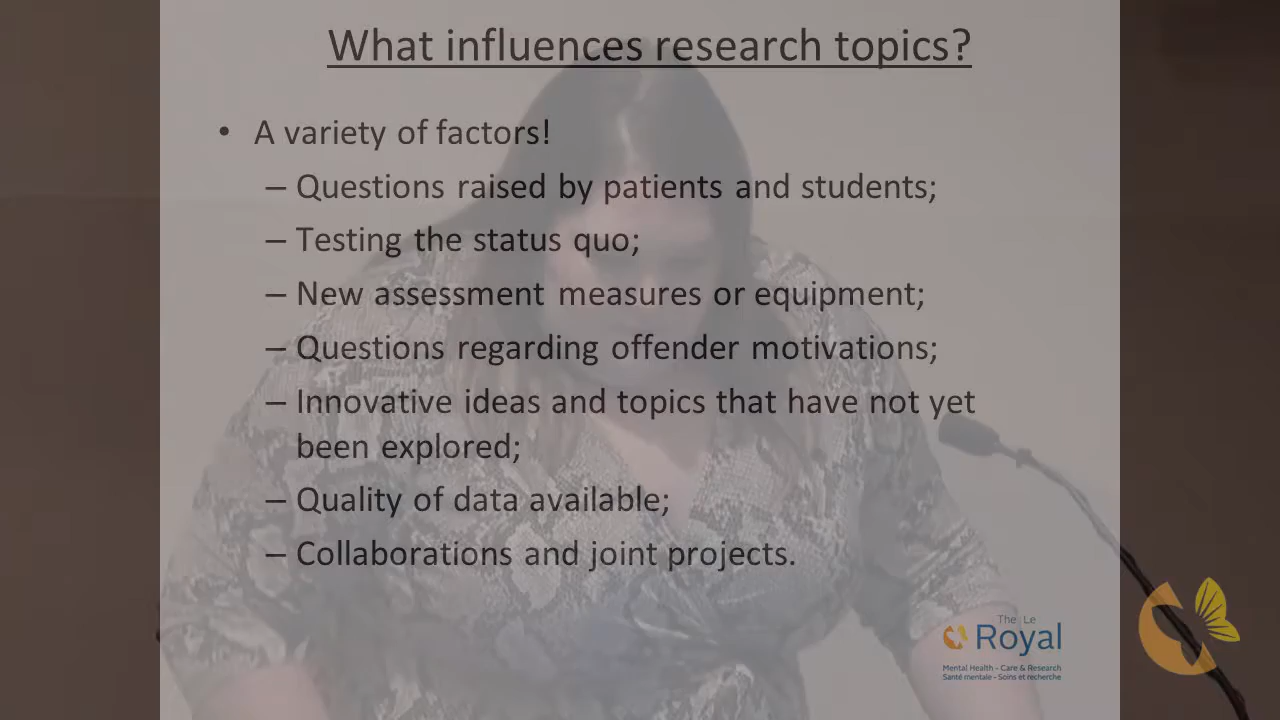 What influences research topics?
• A variety of factors!
– Questions raised by patients and students;
– Testing the status quo;
– New assessment measures or equipment;
– Questions regarding offender motivations;
– Innovative ideas and topics that have not yet
been explored;
– Quality of data available;
– Collaborations and joint projects.
The Le
Royal
Mental Health - Care & Research
Santé mentale - Soins et recherche